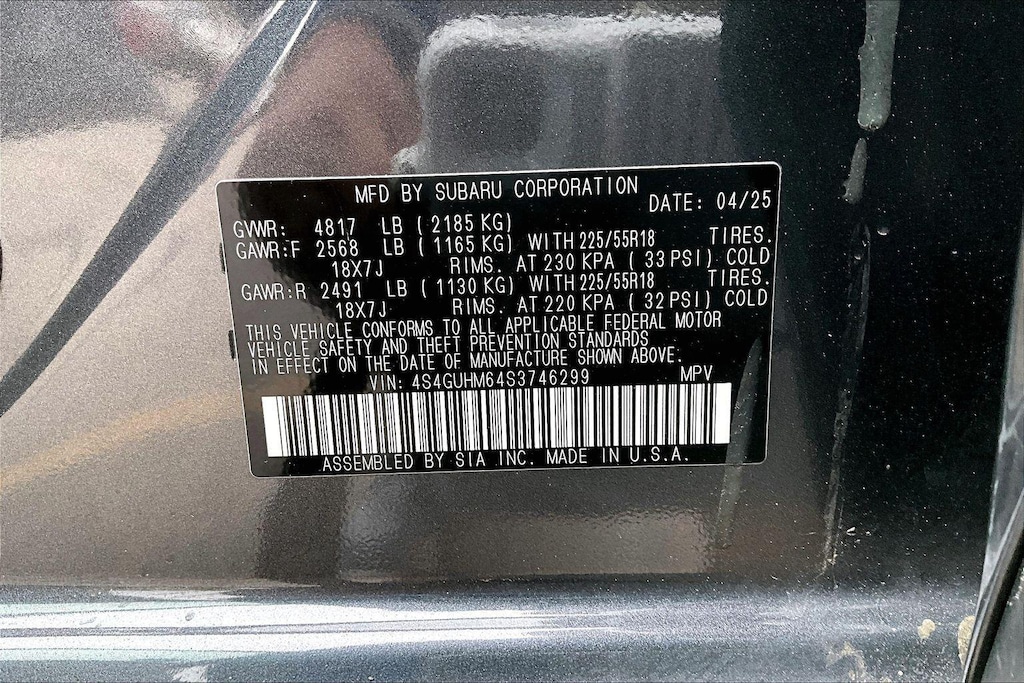 MFD BY SUBARU CORPORATION DATE: 04/25
GVWR: 4817 LB ( 2185 KG)
GAWR:F 2568 LB ( 1165 KG) WITH 225/55R18 TIRES.
18X7J RIMS. AT 230 KPA ( 33 PSI) COLD
GAWR:R 2491 LB ( 1130 KG) WITH 225/55R18 TIRES.
18X7J RIMS. AT 220 KPA ( 32 PSI) COLD
THIS VEHICLE CONFORMS TO ALL APPLICABLE FEDERAL MOTOR
VEHICLE SAFETY AND THEFT PREVENTION STANDARDS
IN EFFECT ON THE DATE OF MANUFACTURE SHOWN ABOVE.
VIN: 4S4GUHM64S3746299 MPV
ASSEMBLED BY SIA INC. MADE IN U.S.A.